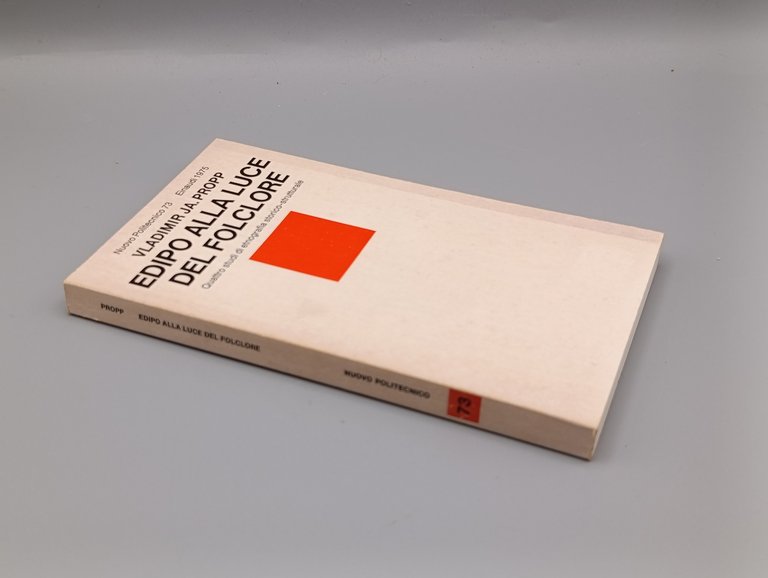 Nuovo Politecnico 73 Einaudi 1975
VLADIMIR JA. PROPP
EDIPO ALLA LUCE
DEL FOLCLORE
Quattro studi di etnografia storico-strutturale
PROPP EDIPO ALLA LUCE DEL FOLCLORE NUOVO POLITECNICO 73